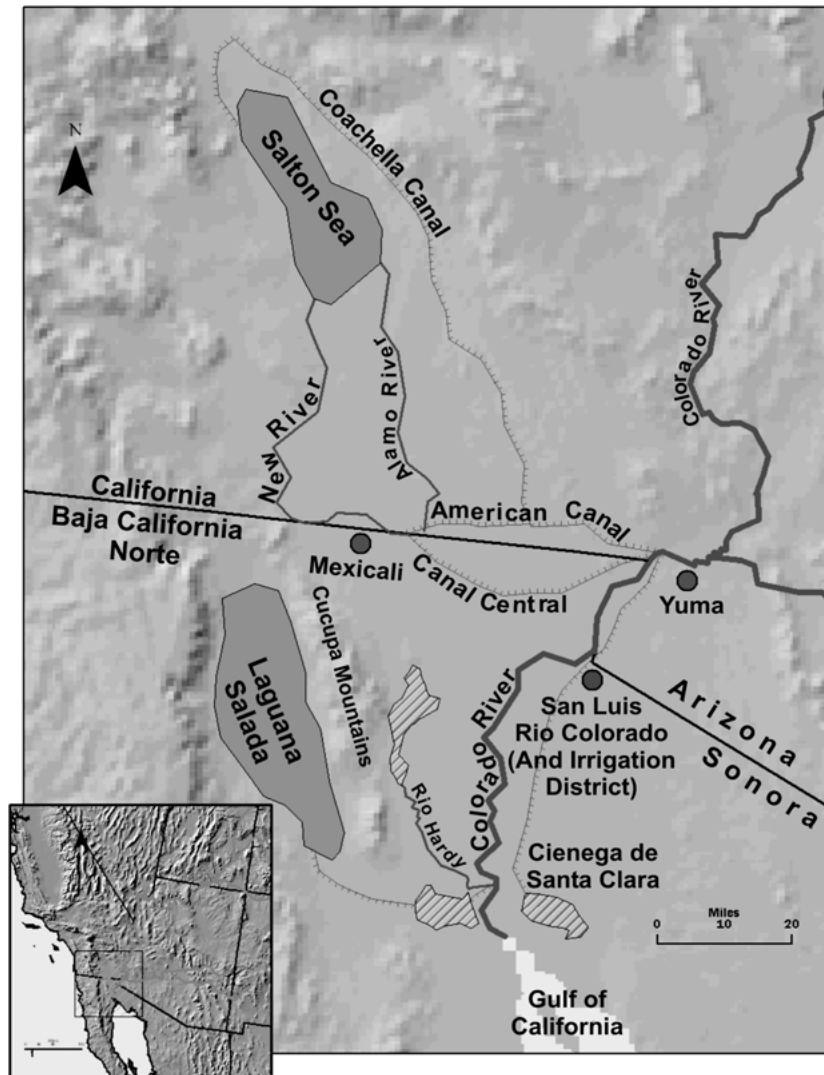 N
Coachella Canal
Salton Sea
Colorado River
New River
Alamo River
California
Baja California
Norte
American Canal
Mexicali
Canal Central
Yuma
Cucupa Mountains
Laguana
Salada
Colorado River
San Luis
Rio Colorado
(And Irrigation
District)
Arizona
Sonora
Rio Hardy
Cienega de
Santa Clara
Miles
0 10 20
Gulf of
California